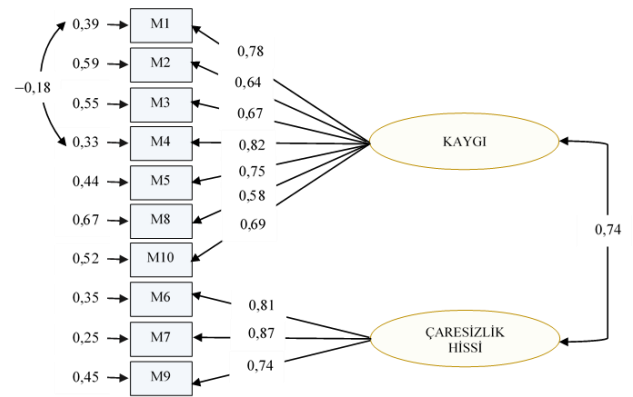 0,39 M1
0,78
0,59 M2
0,64
−0,18
0,55 M3
0,67
0,33 M4
0,82
KAYGI
0,44 M5
0,75
0,67 M8
0,58
0,52 M10
0,69
0,74
0,35 M6
0,81
0,25 M7
0,87
ÇARESİZLİK
HİSSİ
0,45 M9
0,74